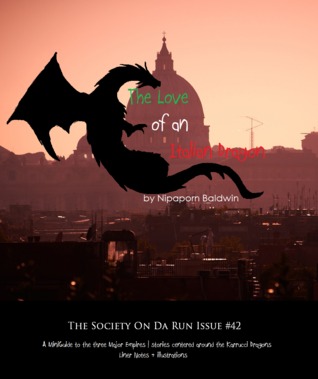 The Love
of an
Italian Dragon
by Nipaporn Baldwin
The Society On Da Run Issue #42
A MiniGuide to the three Major Empires | stories centered around the Karrucci Dragons
Liner Notes + Illustrations